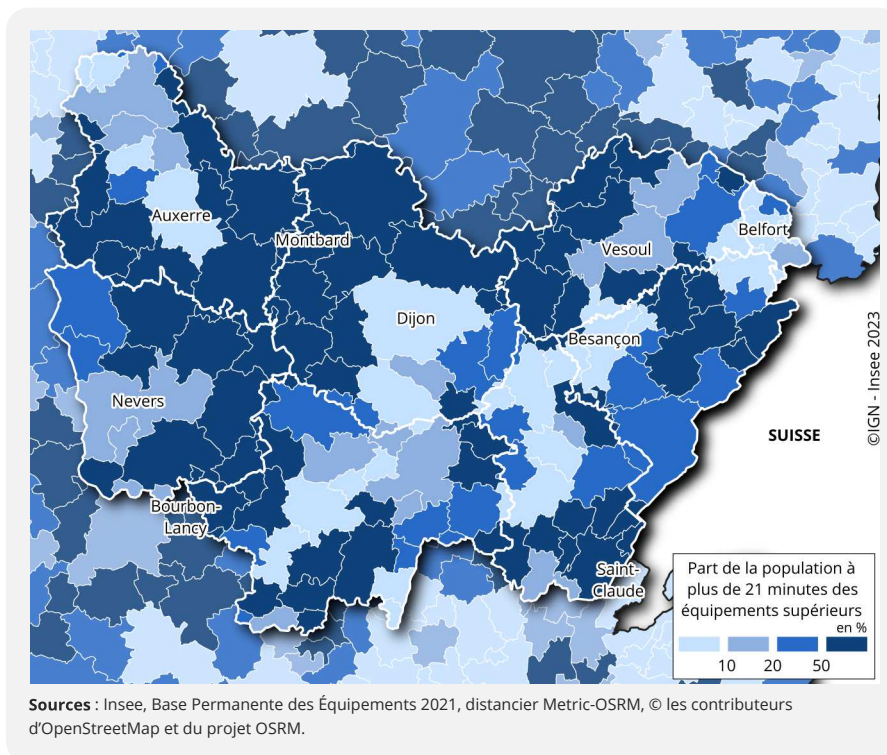 Auxerre
Montbard
Vesoul
Belfort
Dijon
Besançon
Nevers
SUISSE
©IGN - Insee 2023
Bourbon-
Lancy
Saint-
Claude
Part de la population à
plus de 21 minutes des
équipements supérieurs
en %
10 20 50
Sources : Insee, Base Permanente des Équipements 2021, distancier Metric-OSRM, © les contributeurs
d’OpenStreetMap et du projet OSRM.